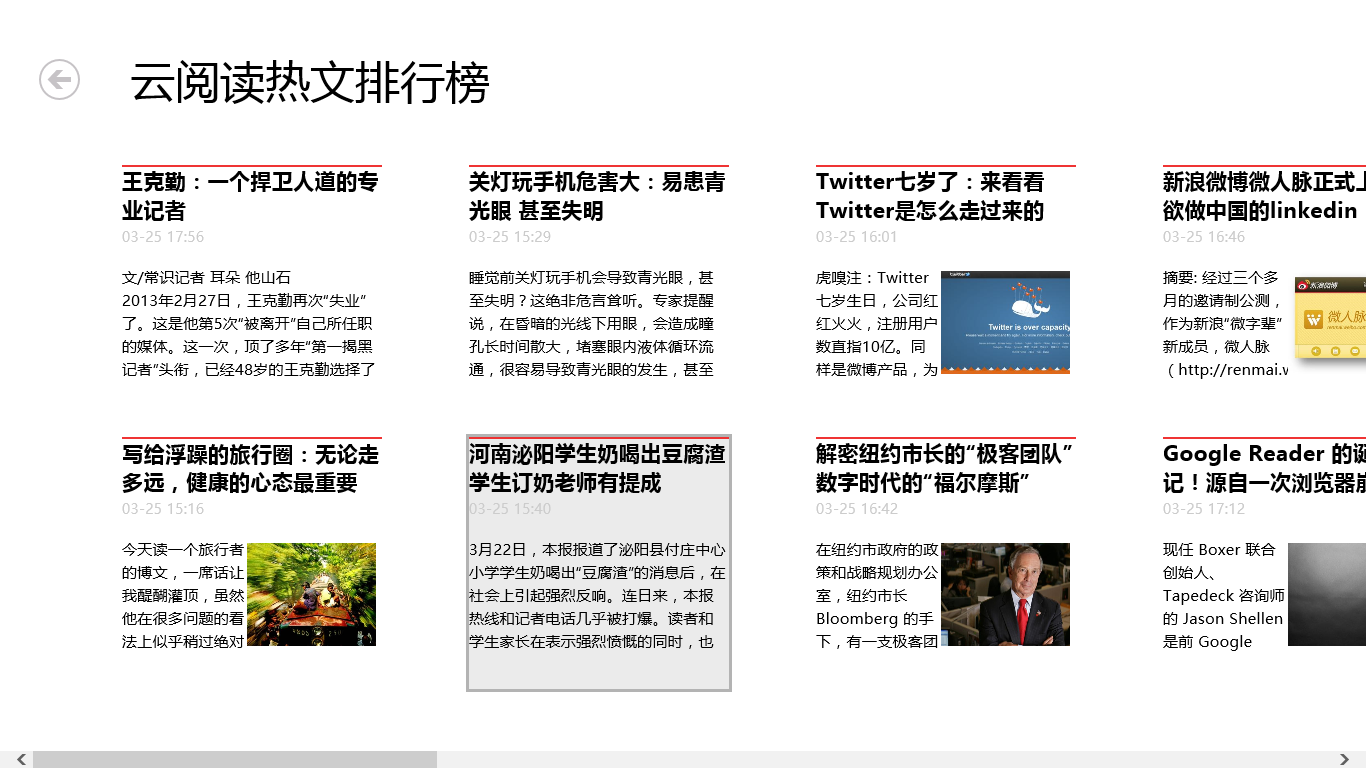 云阅读热文排行榜
王克勤：一个捍卫人道的专
业记者
03-25 17:56
文/常识记者 耳朵 他山石
2013年2月27日，王克勤再次“失业”
了。这是他第5次“被离开”自己所任职
的媒体。这一次，顶了多年“第一揭黑
记者”头衔，已经48岁的王克勤选择了
关灯玩手机危害大：易患青
光眼 甚至失明
03-25 15:29
睡觉前关灯玩手机会导致青光眼，甚
至失明？这绝非危言耸听。专家提醒
说，在昏暗的光线下用眼，会造成瞳
孔长时间散大，堵塞眼内液体循环流
通，很容易导致青光眼的发生，甚至
Twitter七岁了：来看看
Twitter是怎么走过来的
03-25 16:01
虎嗅注：Twitter
七岁生日，公司红
红火火，注册用户
数直指10亿。同
样是微博产品，为
Twitter is over capacity
新浪微博微人脉正式上
欲做中国的linkedin
03-25 16:46
摘要: 经过三个多
月的邀请制公测，
作为新浪“微字辈”
新成员，微人脉
（http://renmai.w
微人脉
写给浮躁的旅行圈：无论走
多远，健康的心态最重要
03-25 15:16
今天读一个旅行者
的博文，一席话让
我醍醐灌顶，虽然
他在很多问题的看
法上似乎稍过绝对
河南泌阳学生奶喝出豆腐渣
学生订奶老师有提成
03-25 15:40
3月22日，本报报道了泌阳县付庄中心
小学学生奶喝出“豆腐渣”的消息后，在
社会上引起强烈反响。连日来，本报
热线和记者电话几乎被打爆。读者和
学生家长在表示强烈愤慨的同时，也
解密纽约市长的“极客团队”
数字时代的“福尔摩斯”
03-25 16:42
在纽约市政府的政
策和战略规划办公
室，纽约市长
Bloomberg 的手
下，有一支极客团
Google Reader 的诞
记！源自一次浏览器崩
03-25 17:12
现任 Boxer 联合
创始人、
Tapedeck 咨询师
的 Jason Shellen
是前 Google